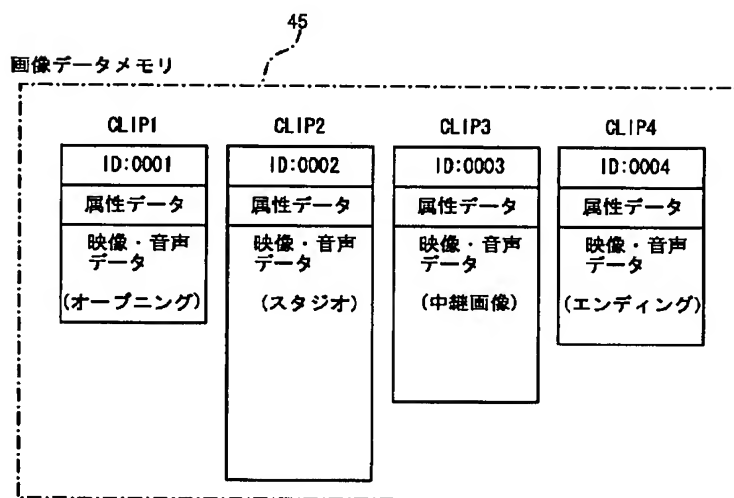 45
画像データメモリ
CLIP1 CLIP2 CLIP3 CLIP4
ID:0001 ID:0002 ID:0003 ID:0004
属性データ 属性データ 属性データ 属性データ
映像・音声 映像・音声 映像・音声 映像・音声
データ データ データ データ
(オープニング) (スタジオ) (中継画像) (エンディング)